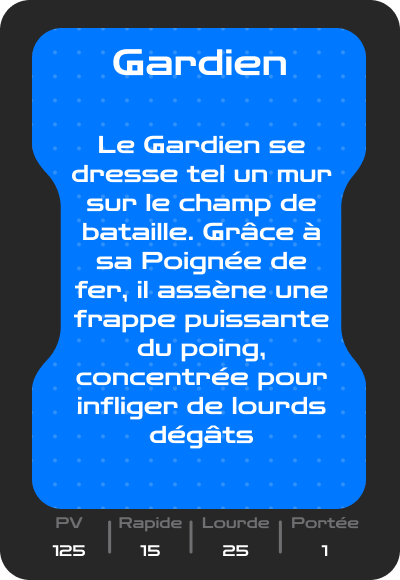 Gardien
Le Gardien se
dresse tel un mur
sur le champ de
bataille. Grâce à
sa Poignée de
fer, il assène une
frappe puissante
du poing,
concentrée pour
infliger de lourds
dégâts
PV Rapide Lourde Portée
125 15 25 1